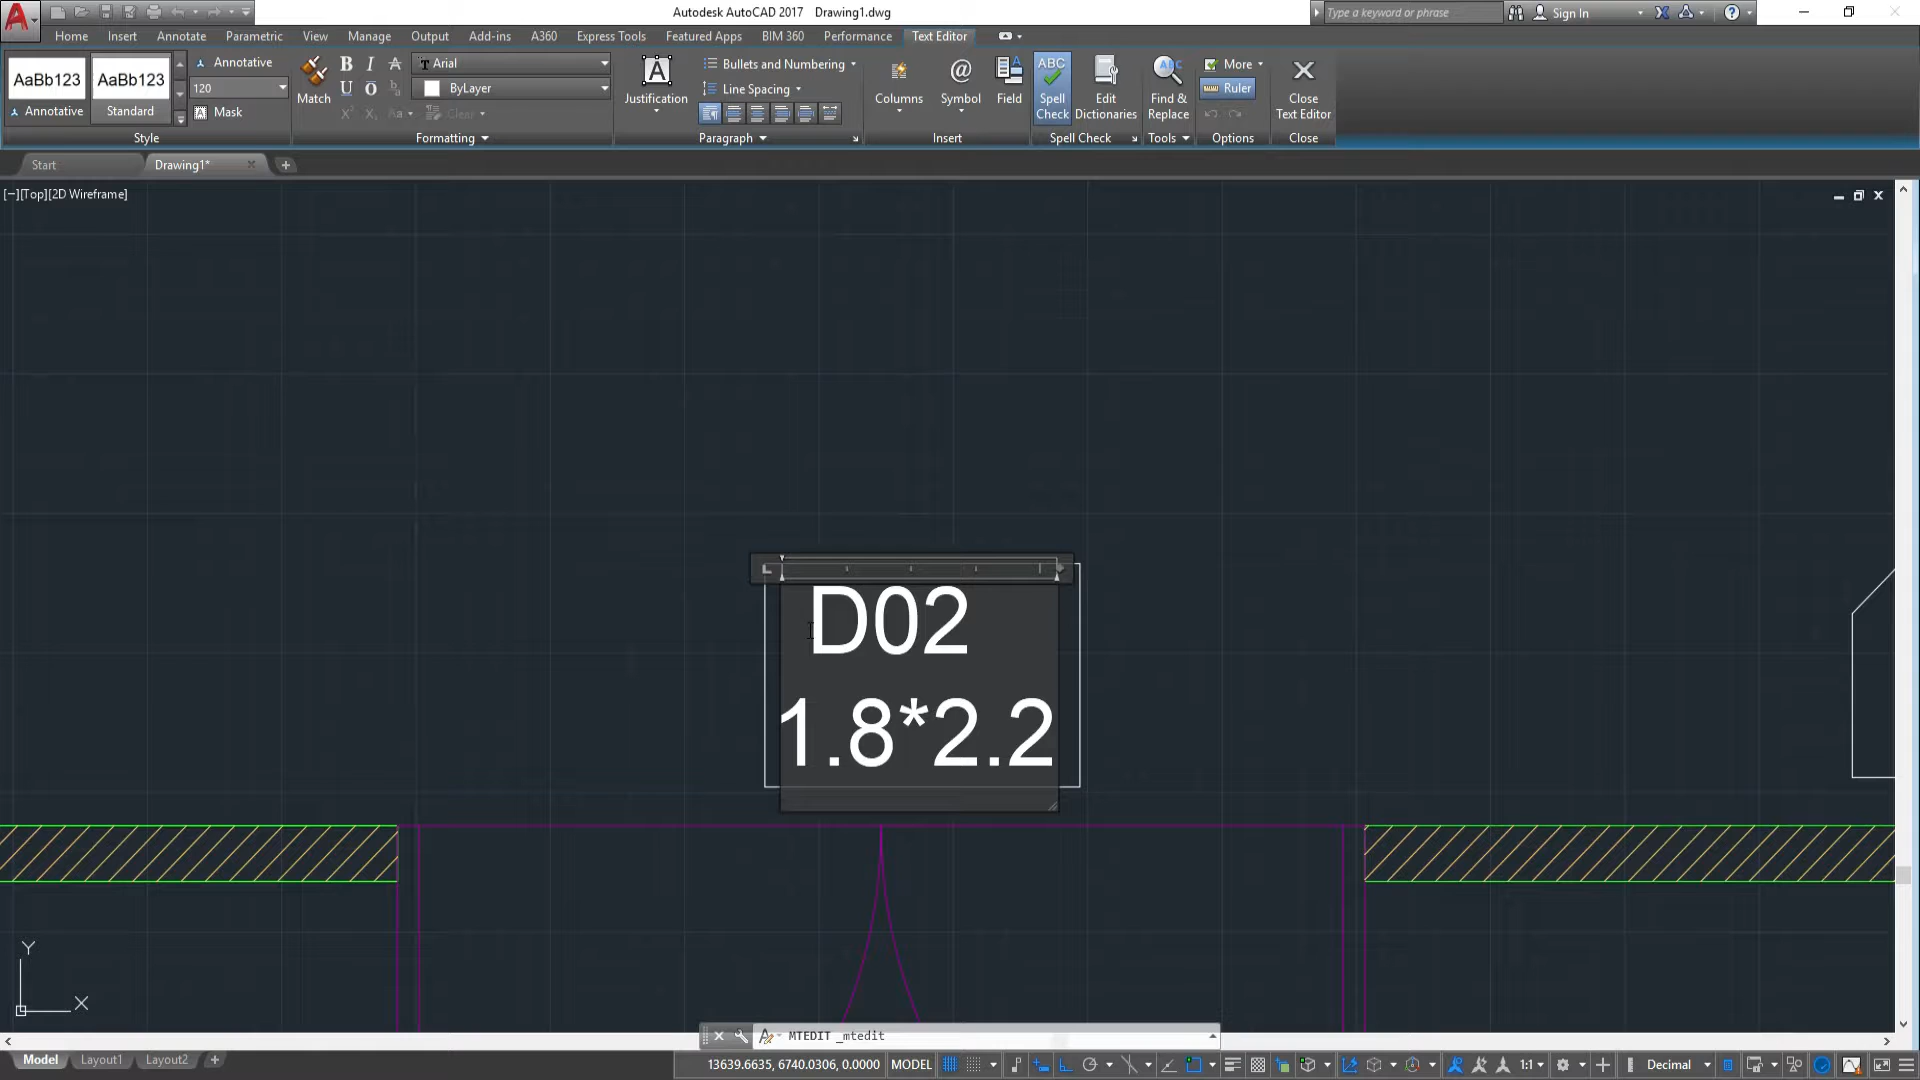 Autodesk AutoCAD 2017 Drawing1.dwg
Type a keyword or phrase
Sign In
Home Insert Annotate Parametric View Manage Output Add-ins A360 Express Tools Featured Apps BIM 360 Performance Text Editor
AaBb123 AaBb123
Annotative Standard
Annotative
120
Mask
Style
Match
B I A
U O
Arial
ByLayer
Aa
Clear
Formatting
A
Justification
Bullets and Numbering
Line Spacing
Paragraph
Columns
@
Symbol
Field
Insert
ABC
Spell
Check
Edit
Dictionaries
Spell Check
ABC
Find &
Replace
Tools
More
Ruler
Options
Close
Text Editor
Close
Start Drawing1*
[−][Top][2D Wireframe]
D02
1.8*2.2
Y
X
MTEDIT _mtedit
Model Layout1 Layout2
13639.6635, 6740.0306, 0.0000 MODEL
1:1
Decimal